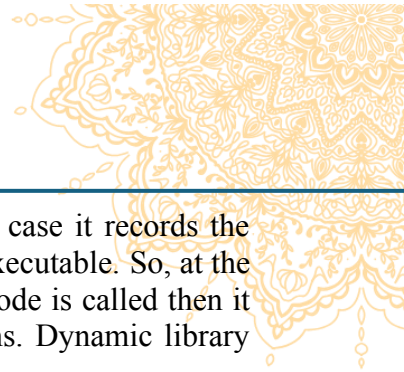 case it records the
xecutable. So, at the
ode is called then it
ns. Dynamic library